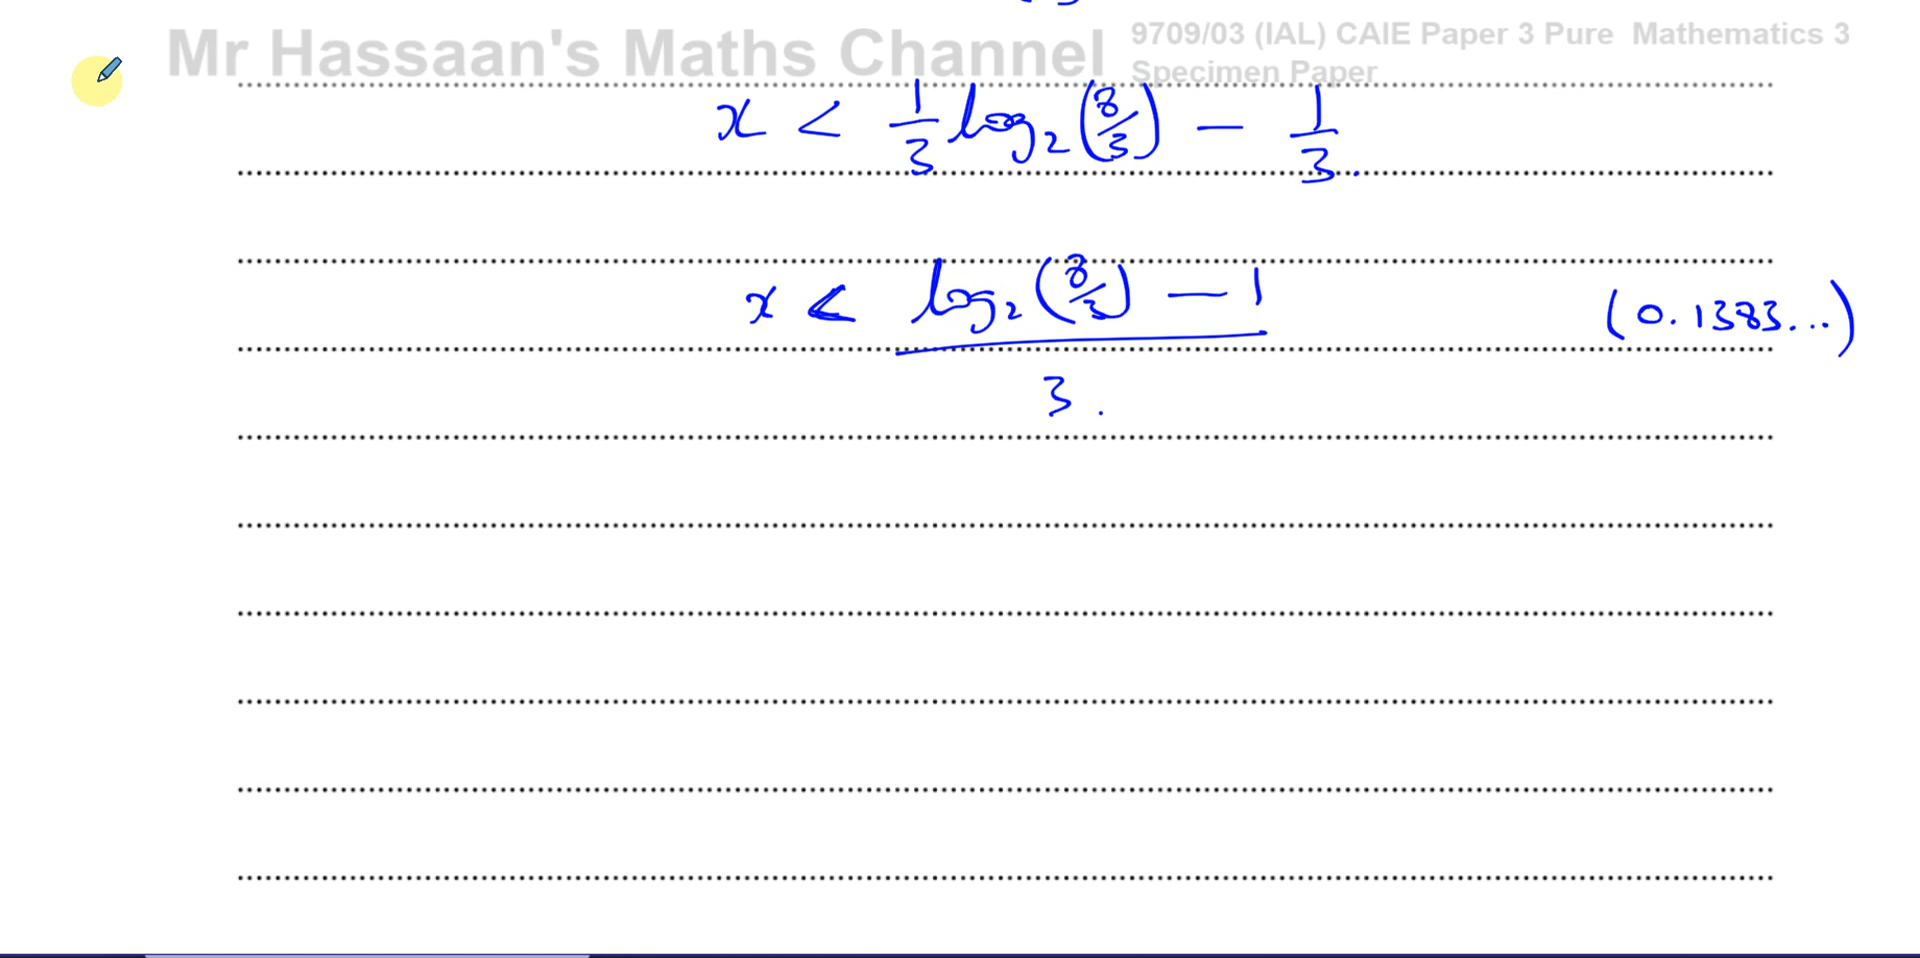 Mr Hassaan's Maths Channel
9709/03 (IAL) CAIE Paper 3 Pure Mathematics 3
Specimen Paper
x < 1/3 log₂(8/3) - 1/3.
x < (log₂(8/3) - 1)/3. (0.1383...)